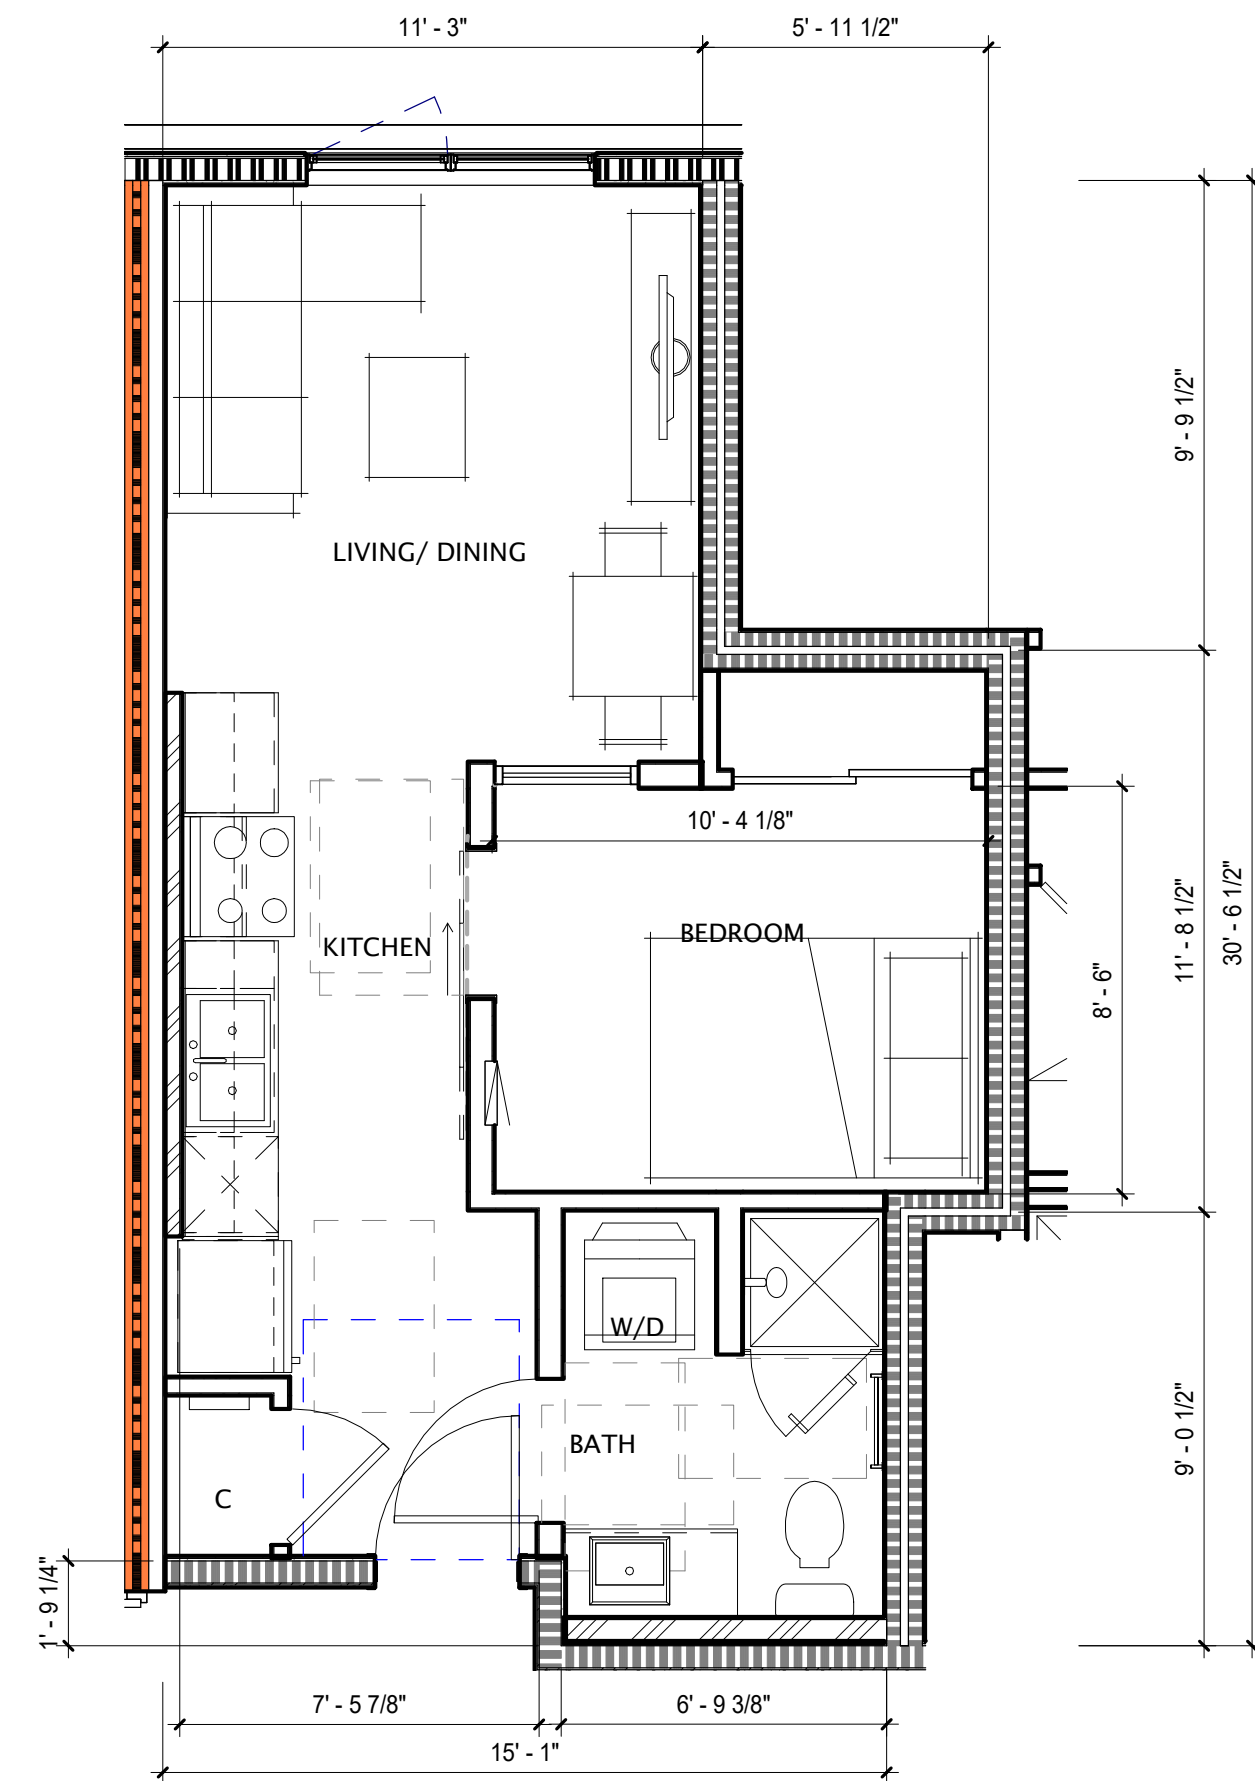 11' - 3"
5' - 11 1/2"
9' - 9 1/2"
LIVING/ DINING
10' - 4 1/8"
KITCHEN
BEDROOM
8' - 6"
11' - 8 1/2"
30' - 6 1/2"
W/D
BATH
C
9' - 0 1/2"
1' - 9 1/4"
7' - 5 7/8"
6' - 9 3/8"
15' - 1"